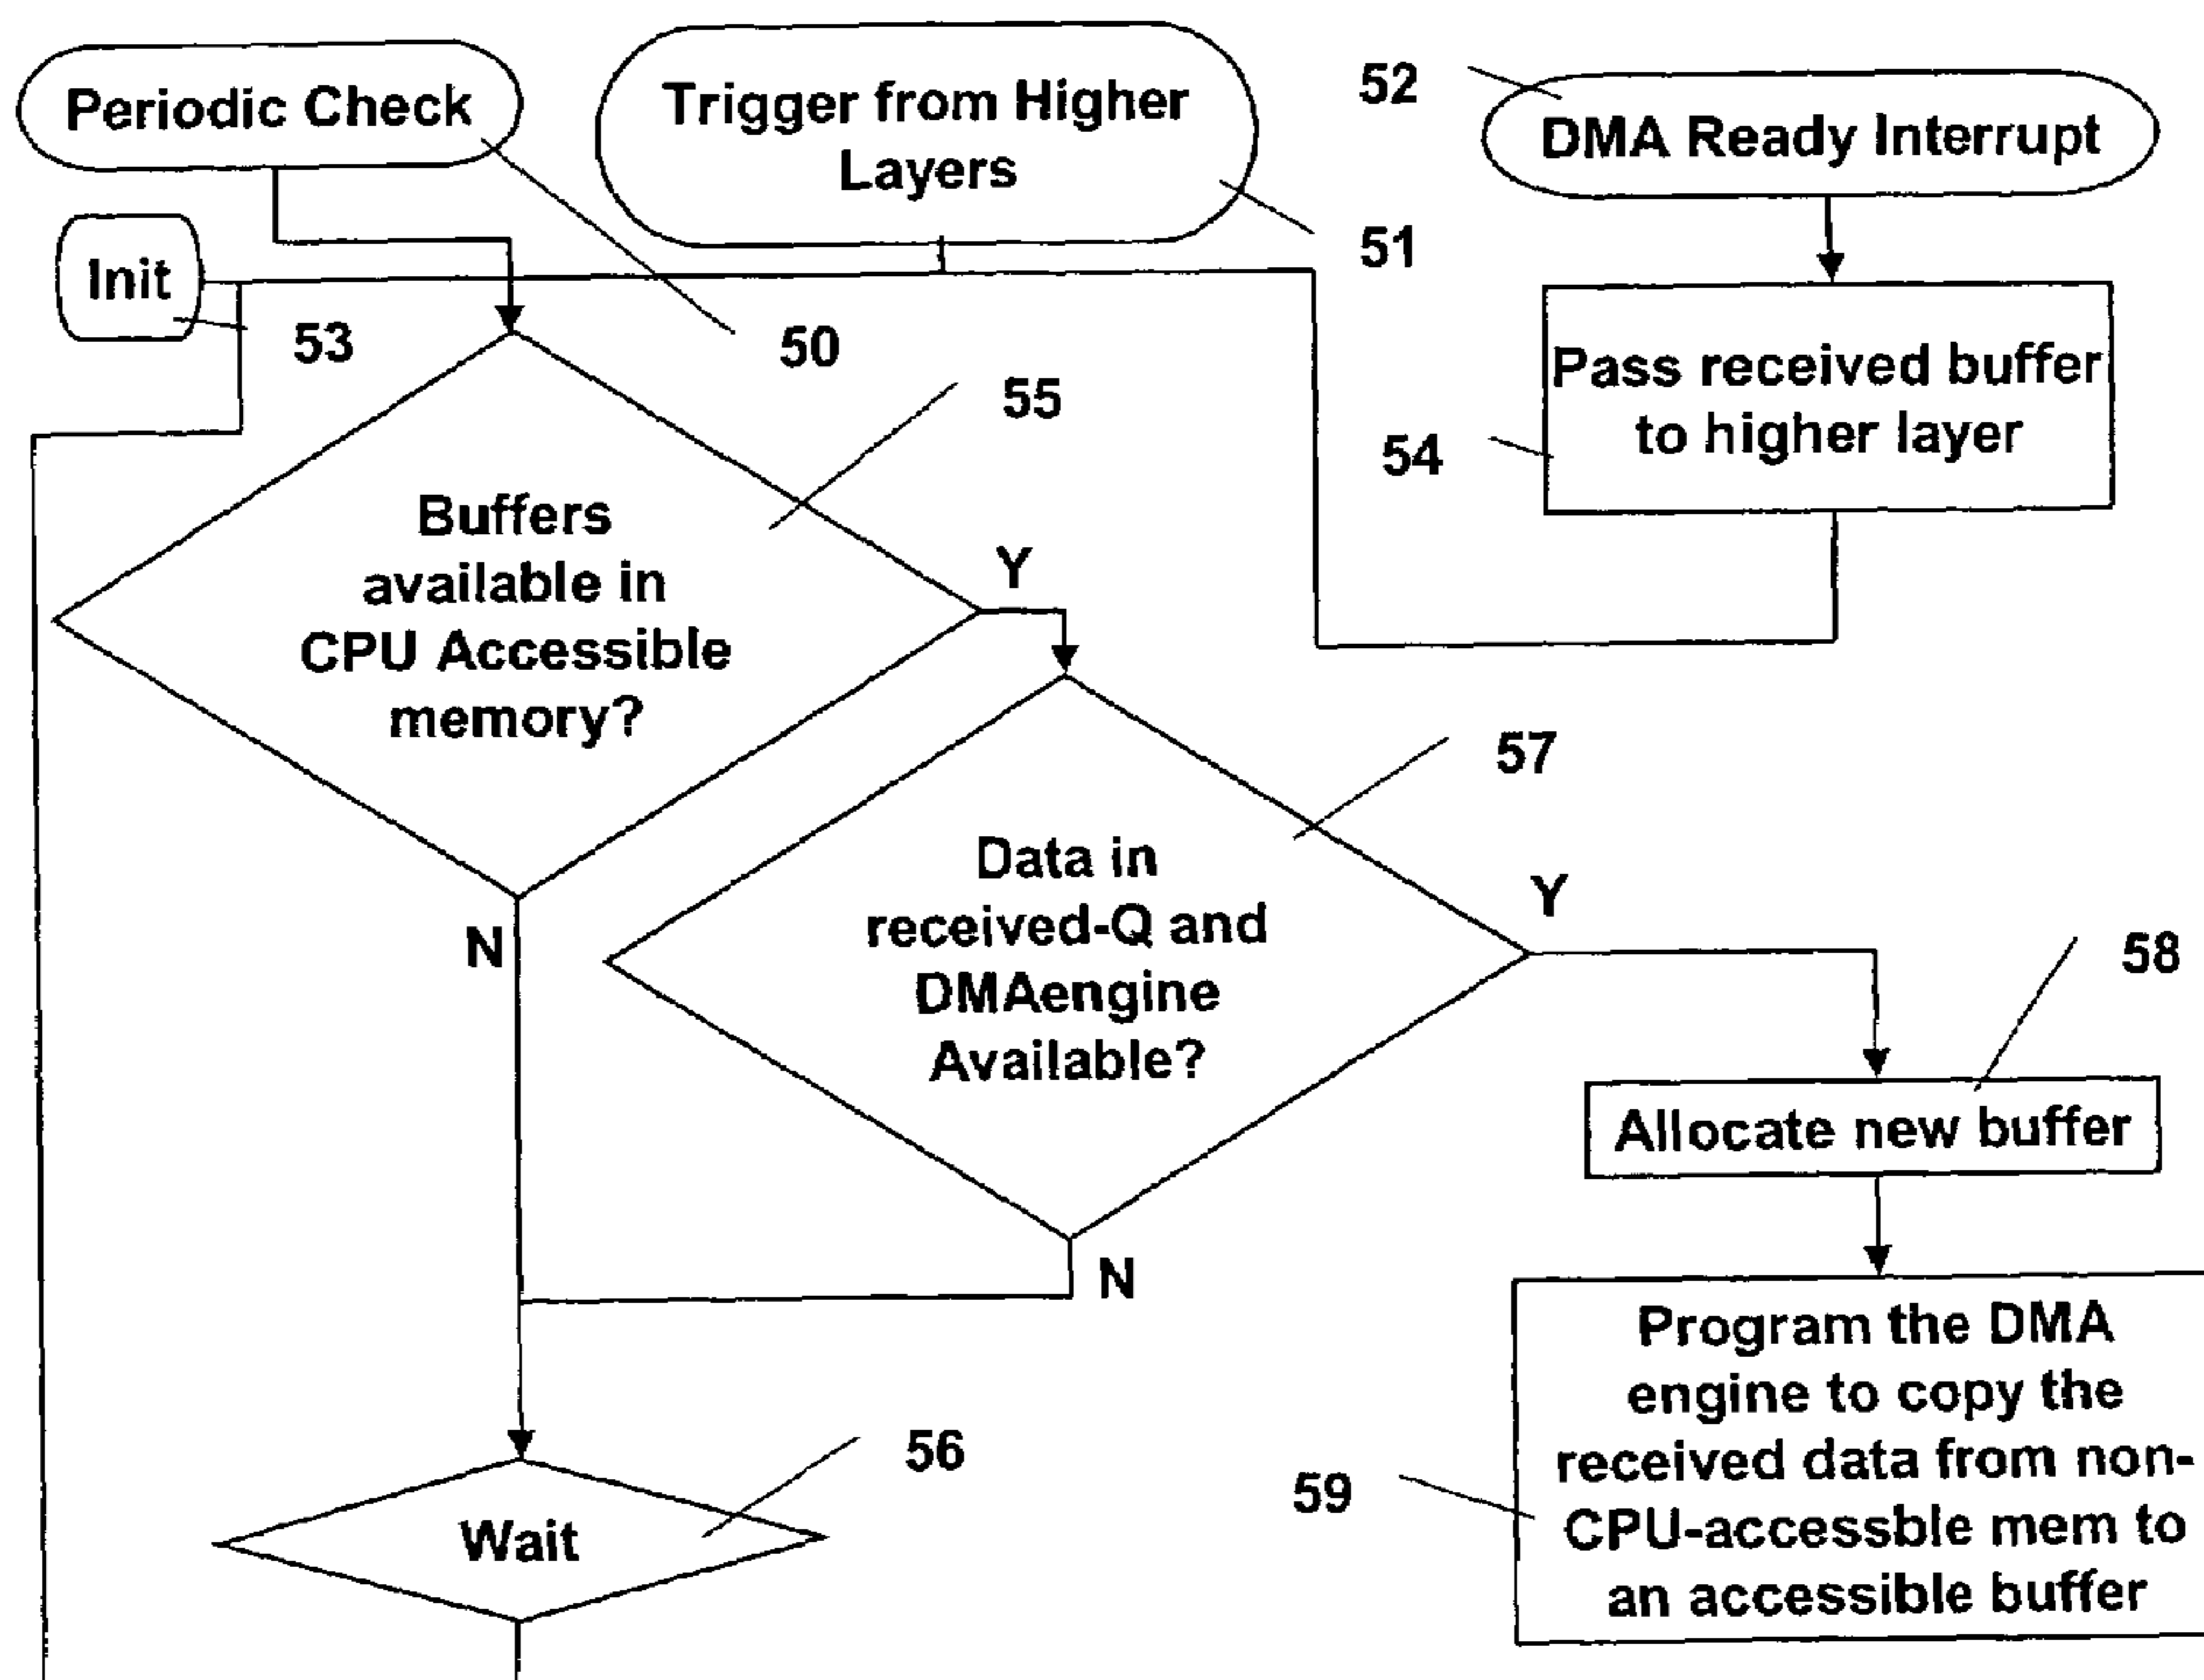 Periodic Check
Trigger from Higher
Layers
52
DMA Ready Interrupt
51
Init
53
50
Pass received buffer
to higher layer
54
55
Buffers
available in
CPU Accessible
memory?
Y
N
57
Data in
received-Q and
DMAengine
Available?
Y
N
58
Allocate new buffer
Program the DMA
engine to copy the
received data from non-
CPU-accessble mem to
an accessible buffer
59
56
Wait